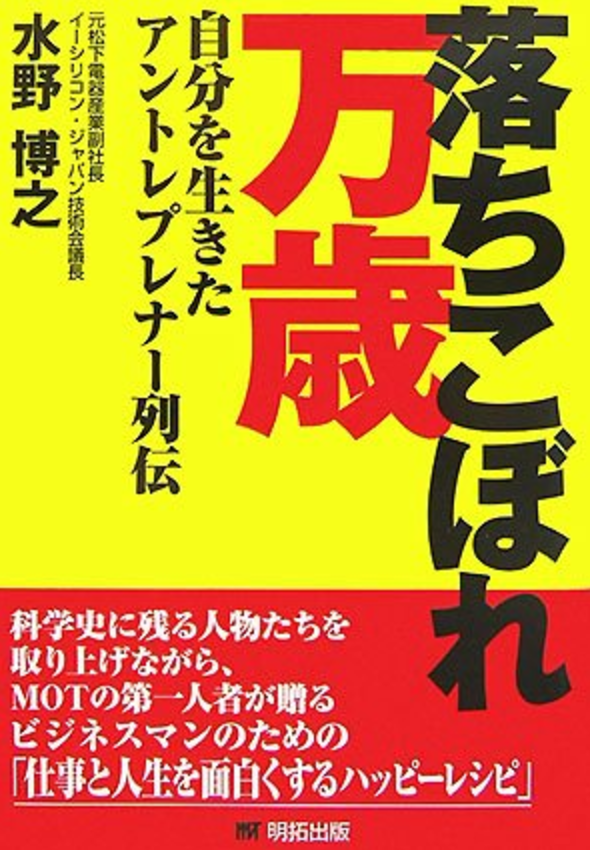 落ちこぼれ
万歳
自分を生きた
アントレプレナー列伝
元松下電器産業副社長
イーシリコン・ジャパン技術会議長
水野 博之
科学史に残る人物たちを
取り上げながら、
MOTの第一人者が贈る
ビジネスマンのための
「仕事と人生を面白くするハッピーレシピ」
明拓出版